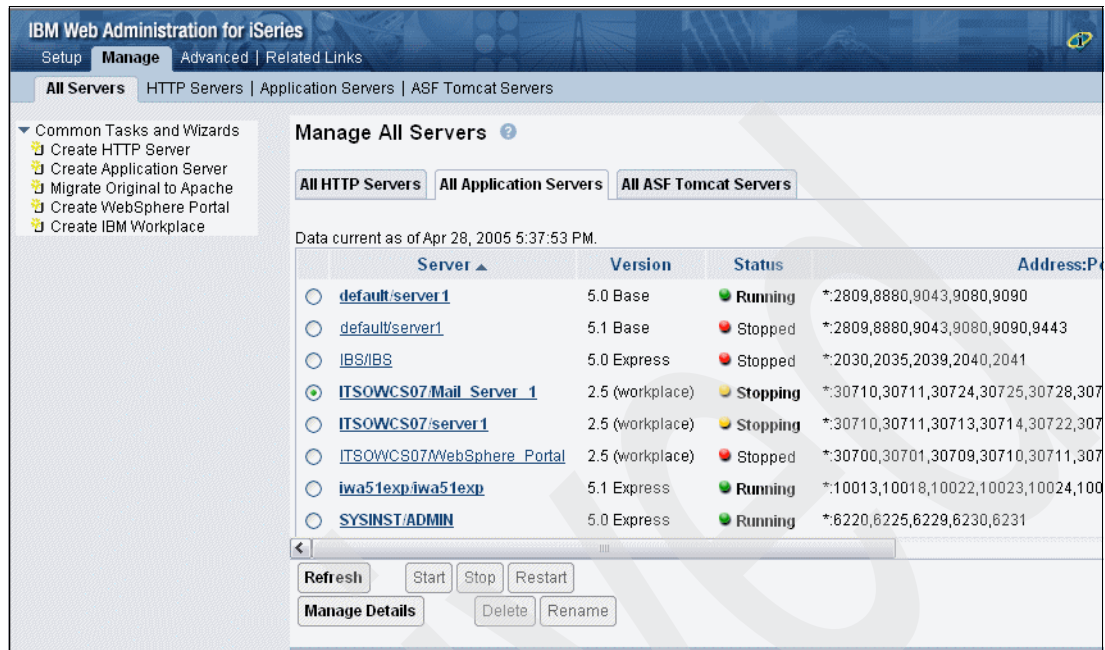 IBM Web Administration for iSeries
Setup Manage Advanced | Related Links
All Servers HTTP Servers | Application Servers | ASF Tomcat Servers
Common Tasks and Wizards
Create HTTP Server
Create Application Server
Migrate Original to Apache
Create WebSphere Portal
Create IBM Workplace
Manage All Servers ?
All HTTP Servers All Application Servers All ASF Tomcat Servers
Data current as of Apr 28, 2005 5:37:53 PM.
Server Version Status Address:Po
default/server1 5.0 Base Running *:2809,8880,9043,9080,9090
default/server1 5.1 Base Stopped *:2809,8880,9043,9080,9090,9443
IBS/IBS 5.0 Express Stopped *:2030,2035,2039,2040,2041
ITSOWCS07/Mail_Server_1 2.5 (workplace) Stopping *:30710,30711,30724,30725,30728,307
ITSOWCS07/server1 2.5 (workplace) Stopping *:30710,30711,30713,30714,30722,307
ITSOWCS07/WebSphere_Portal 2.5 (workplace) Stopped *:30700,30701,30709,30710,30711,307
iwa51exp/iwa51exp 5.1 Express Running *:10013,10018,10022,10023,10024,100
SYSINST/ADMIN 5.0 Express Running *:6220,6225,6229,6230,6231
Refresh Start Stop Restart
Manage Details Delete Rename